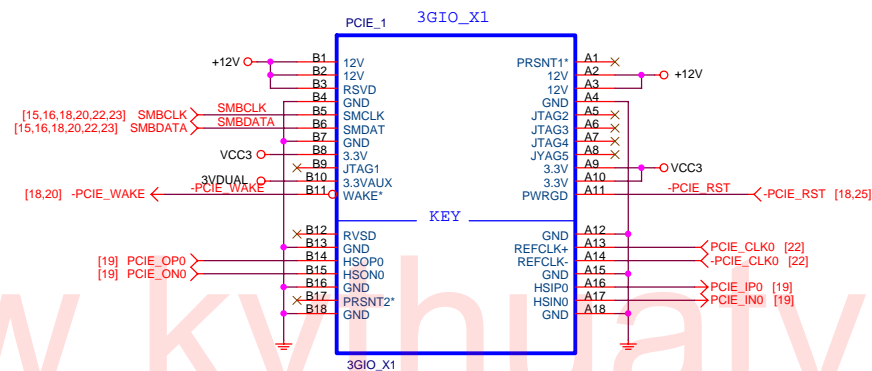 PCIE_1 3GIO_X1
+12V B1 12V PRSNT1* A1
B2 12V 12V A2 +12V
B3 RSVD 12V A3
B4 GND GND A4
[15,16,18,20,22,23] SMBCLK SMBCLK B5 SMCLK JTAG2 A5
[15,16,18,20,22,23] SMBDATA SMBDATA B6 SMDAT JTAG3 A6
B7 GND JTAG4 A7
VCC3 B8 3.3V JYAG5 A8
B9 JTAG1 3.3V A9 VCC3
3VDUAL B10 3.3VAUX 3.3V A10
[18,20] -PCIE_WAKE -PCIE_WAKE B11 WAKE* PWRGD A11 -PCIE_RST -PCIE_RST [18,25]
KEY
B12 RVSD GND A12
B13 GND REFCLK+ A13 PCIE_CLK0 [22]
[19] PCIE_OP0 B14 HSOP0 REFCLK- A14 -PCIE_CLK0 [22]
[19] PCIE_ON0 B15 HSON0 GND A15
B16 GND HSIP0 A16 PCIE_IP0 [19]
B17 PRSNT2* HSIN0 A17 PCIE_IN0 [19]
B18 GND GND A18
3GIO_X1
w kythuatv